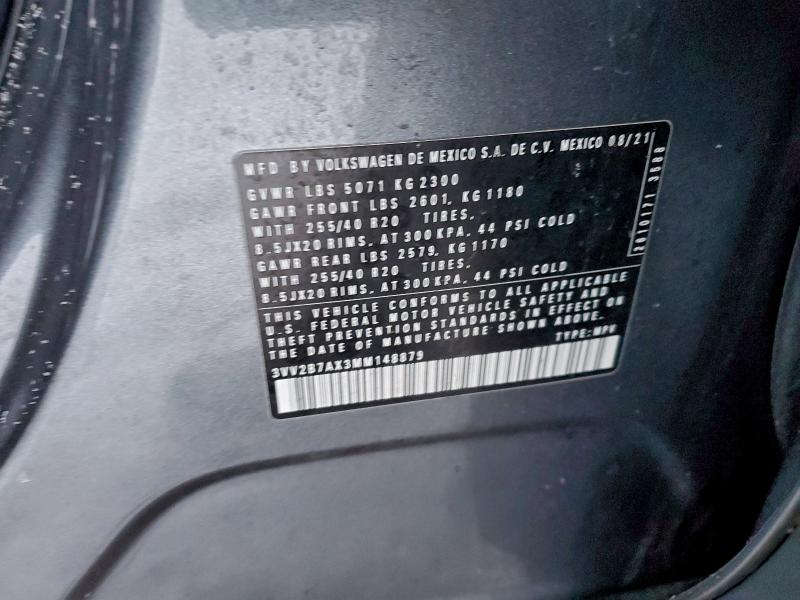 MFD BY VOLKSWAGEN DE MEXICO S.A. DE C.V. MEXICO 08/21
GVWR LBS 5071 KG 2300
GAWR FRONT LBS 2601, KG 1180
WITH 255/40 R20 TIRES,
8.5JX20 RIMS, AT 300 KPA, 44 PSI COLD
GAWR REAR LBS 2579, KG 1170
WITH 255/40 R20 TIRES,
8.5JX20 RIMS, AT 300 KPA, 44 PSI COLD
THIS VEHICLE CONFORMS TO ALL APPLICABLE
U.S. FEDERAL MOTOR VEHICLE SAFETY AND
THEFT PREVENTION STANDARDS IN EFFECT ON
THE DATE OF MANUFACTURE SHOWN ABOVE.
3VV2B7AX3MM148879 TYPE: MPV